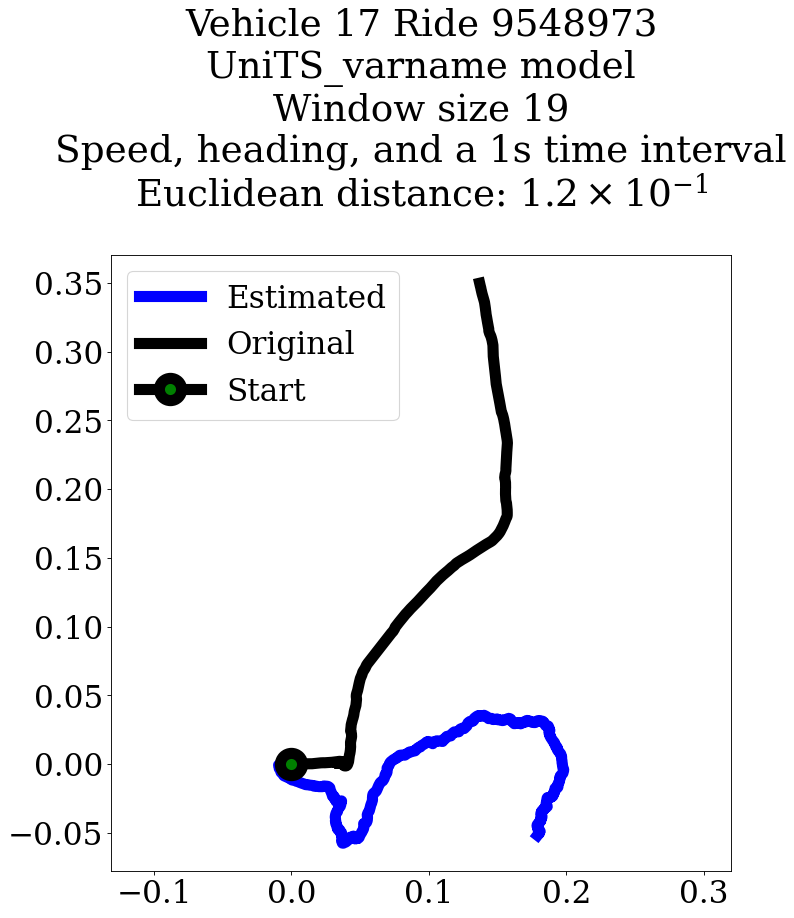 Vehicle 17 Ride 9548973
UniTS_varname model
Window size 19
Speed, heading, and a 1s time interval
Euclidean distance: 1.2 × 10⁻¹
Estimated
Original
Start
0.35
0.30
0.25
0.20
0.15
0.10
0.05
0.00
−0.05
−0.1 0.0 0.1 0.2 0.3